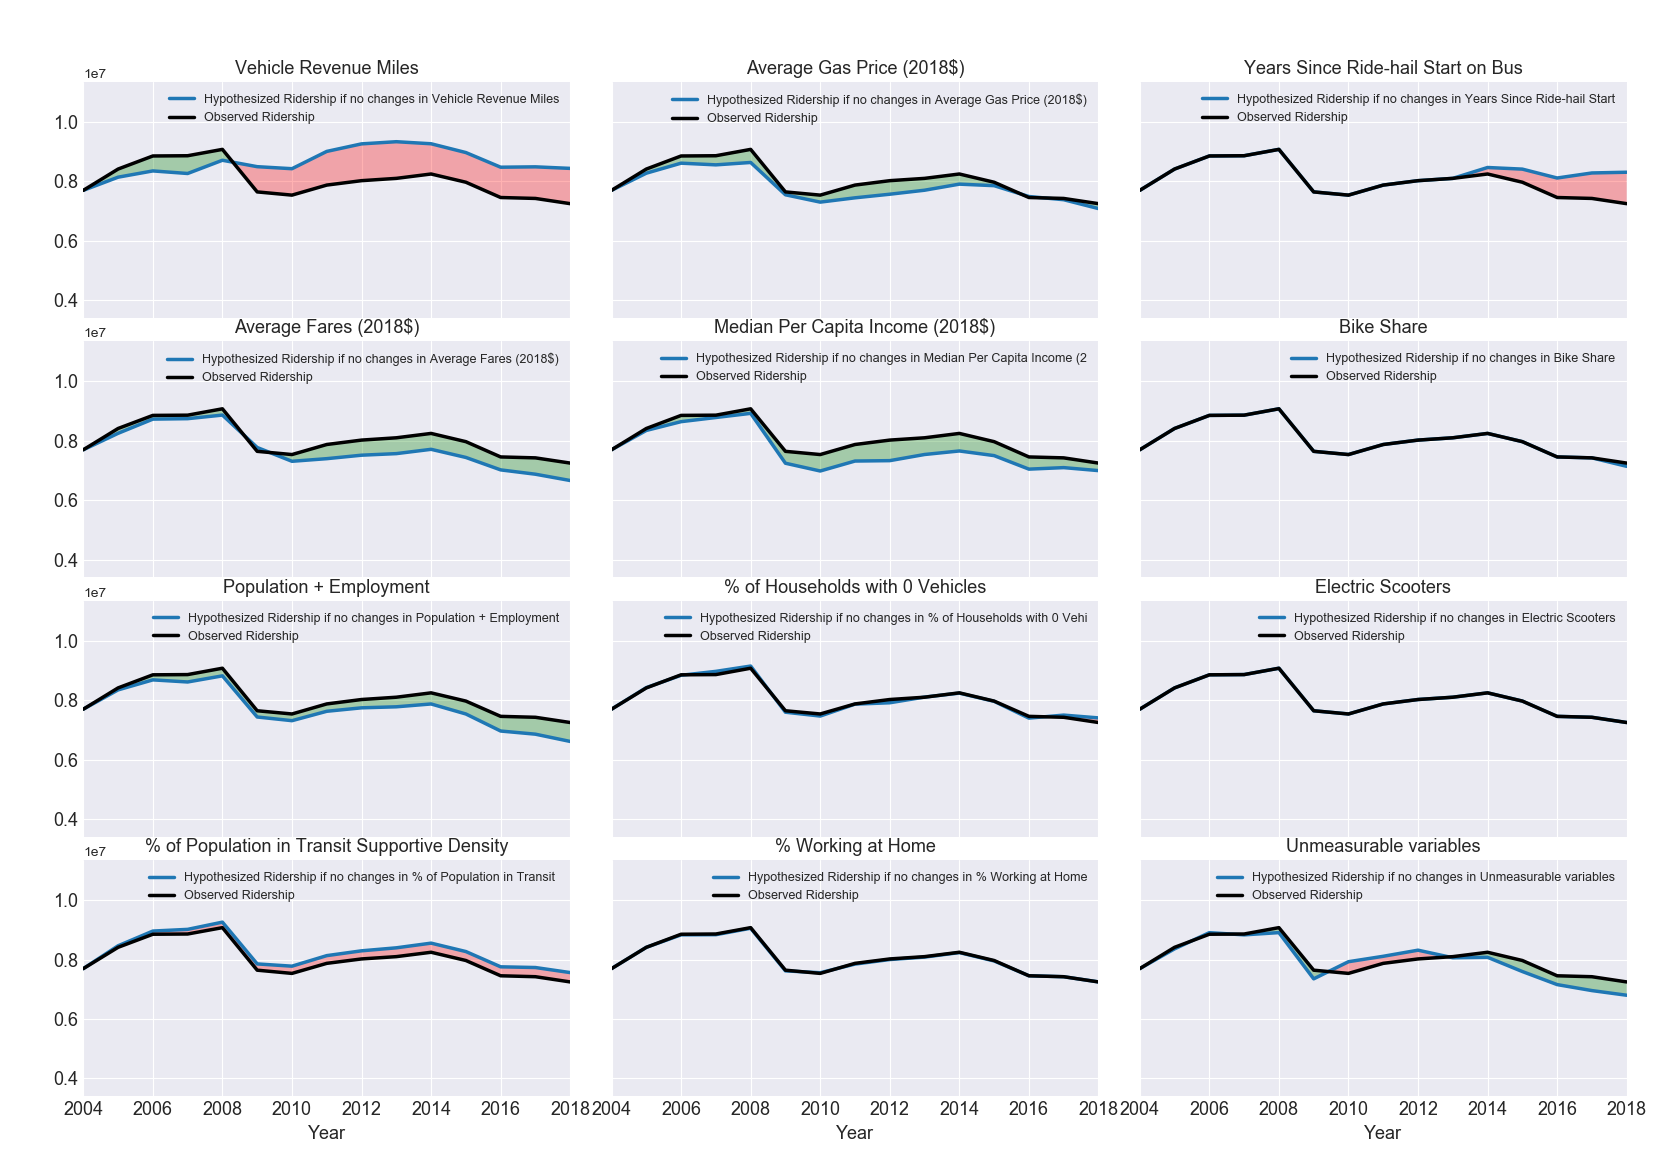 Vehicle Revenue Miles
Average Gas Price (2018$)
Years Since Ride-hail Start on Bus
1e7
Hypothesized Ridership if no changes in Vehicle Revenue Miles
Observed Ridership
Hypothesized Ridership if no changes in Average Gas Price (2018$)
Observed Ridership
Hypothesized Ridership if no changes in Years Since Ride-hail Start
Observed Ridership
1.0
0.8
0.6
0.4
Average Fares (2018$)
Median Per Capita Income (2018$)
Bike Share
1e7
Hypothesized Ridership if no changes in Average Fares (2018$)
Observed Ridership
Hypothesized Ridership if no changes in Median Per Capita Income (2
Observed Ridership
Hypothesized Ridership if no changes in Bike Share
Observed Ridership
1.0
0.8
0.6
0.4
Population + Employment
% of Households with 0 Vehicles
Electric Scooters
1e7
Hypothesized Ridership if no changes in Population + Employment
Observed Ridership
Hypothesized Ridership if no changes in % of Households with 0 Vehi
Observed Ridership
Hypothesized Ridership if no changes in Electric Scooters
Observed Ridership
1.0
0.8
0.6
0.4
% of Population in Transit Supportive Density
% Working at Home
Unmeasurable variables
1e7
Hypothesized Ridership if no changes in % of Population in Transit
Observed Ridership
Hypothesized Ridership if no changes in % Working at Home
Observed Ridership
Hypothesized Ridership if no changes in Unmeasurable variables
Observed Ridership
1.0
0.8
0.6
0.4
2004 2006 2008 2010 2012 2014 2016 2018
2004 2006 2008 2010 2012 2014 2016 2018
2004 2006 2008 2010 2012 2014 2016 2018
Year
Year
Year